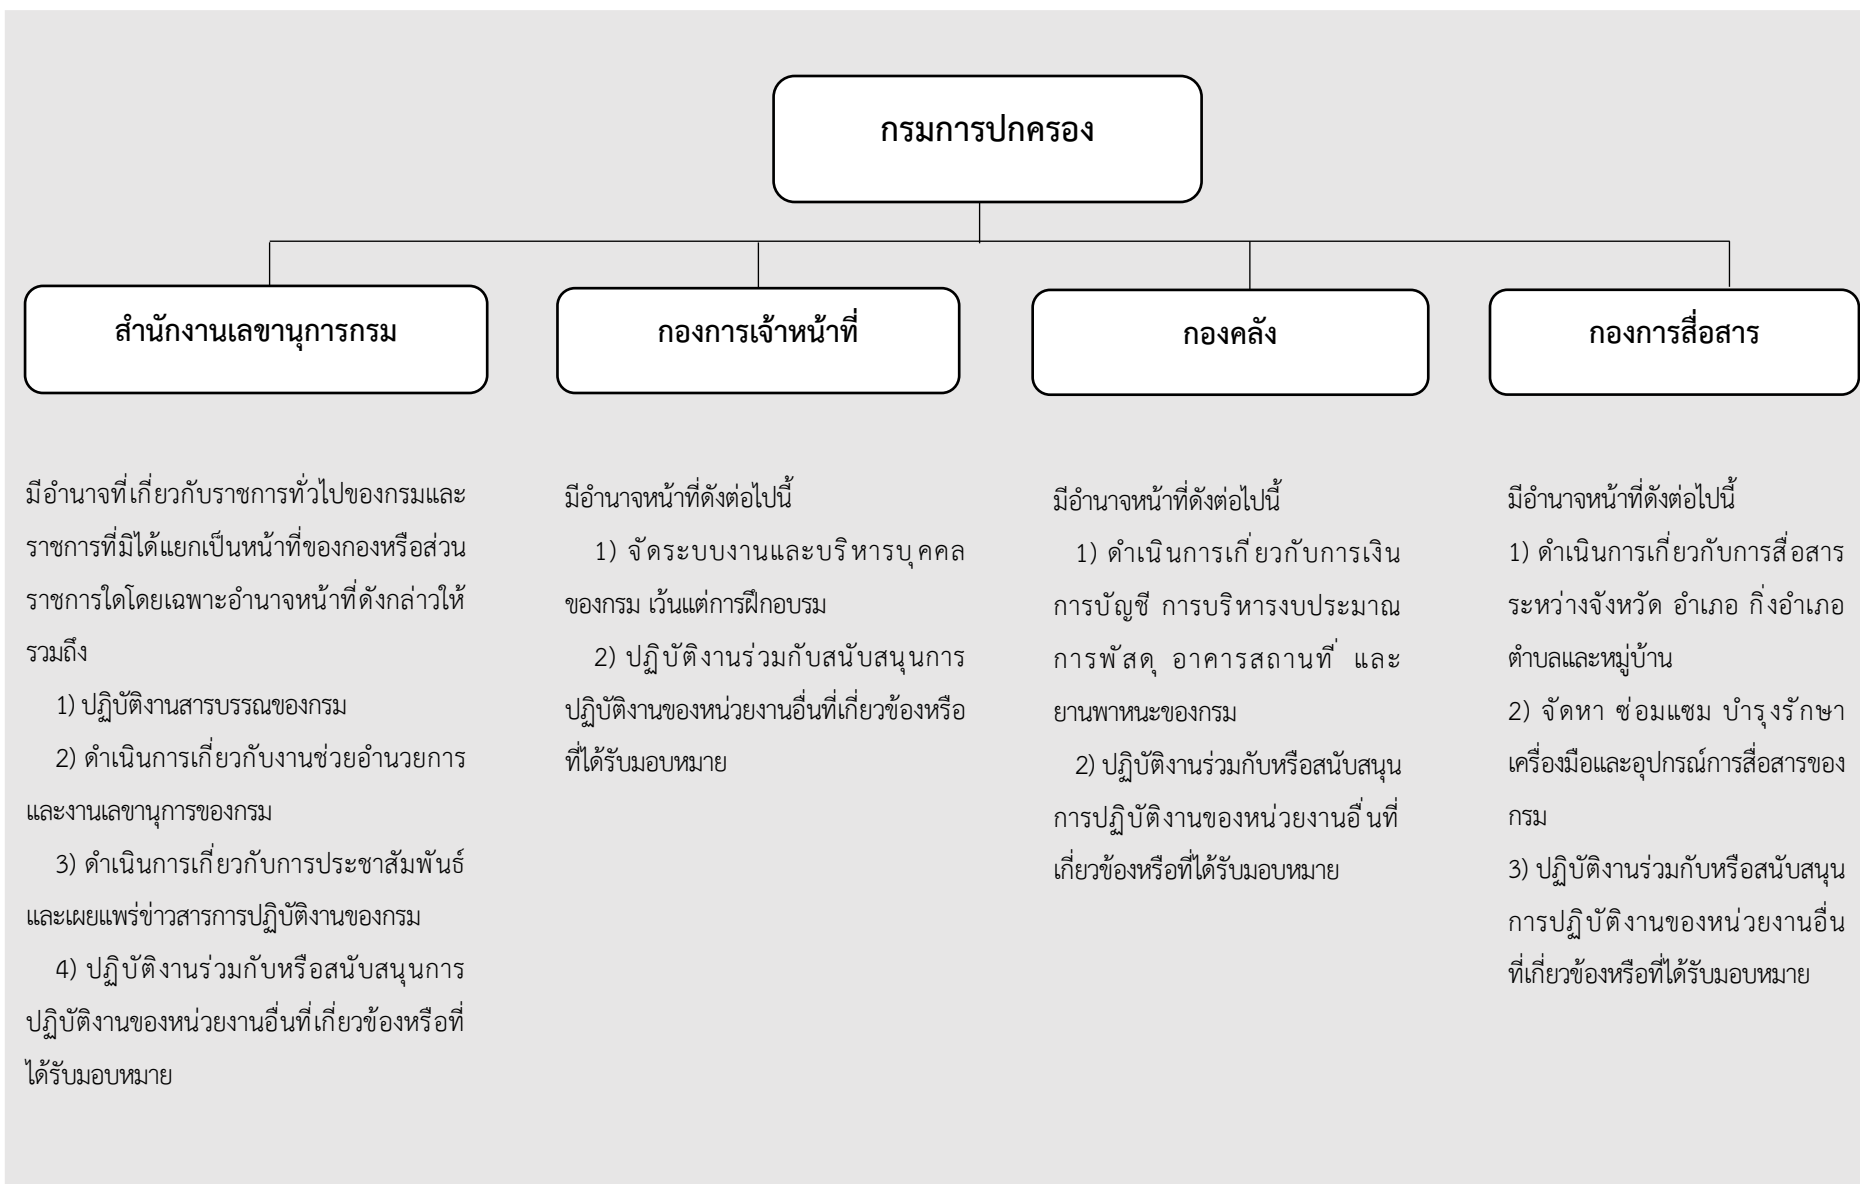 กรมการปกครอง
สำนักงานเลขานุการกรม
กองการเจ้าหน้าที่
กองคลัง
กองการสื่อสาร
มีอำนาจที่เกี่ยวกับราชการทั่วไปของกรมและ
ราชการที่มิได้แยกเป็นหน้าที่ของกองหรือส่วน
ราชการใดโดยเฉพาะอำนาจหน้าที่ดังกล่าวให้
รวมถึง
1) ปฏิบัติงานสารบรรณของกรม
2) ดำเนินการเกี่ยวกับงานช่วยอำนวยการ
และงานเลขานุการของกรม
3) ดำเนินการเกี่ยวกับการประชาสัมพันธ์
และเผยแพร่ข่าวสารการปฏิบัติงานของกรม
4) ปฏิบัติงานร่วมกับหรือสนับสนุนการ
ปฏิบัติงานของหน่วยงานอื่นที่เกี่ยวข้องหรือที่
ได้รับมอบหมาย
มีอำนาจหน้าที่ดังต่อไปนี้
1) จัดระบบงานและบริหารบุคคล
ของกรม เว้นแต่การฝึกอบรม
2) ปฏิบัติงานร่วมกับสนับสนุนการ
ปฏิบัติงานของหน่วยงานอื่นที่เกี่ยวข้องหรือ
ที่ได้รับมอบหมาย
มีอำนาจหน้าที่ดังต่อไปนี้
1) ดำเนินการเกี่ยวกับการเงิน
การบัญชี การบริหารงบประมาณ
การพัสดุ อาคารสถานที่ และ
ยานพาหนะของกรม
2) ปฏิบัติงานร่วมกับหรือสนับสนุน
การปฏิบัติงานของหน่วยงานอื่นที่
เกี่ยวข้องหรือที่ได้รับมอบหมาย
มีอำนาจหน้าที่ดังต่อไปนี้
1) ดำเนินการเกี่ยวกับการสื่อสาร
ระหว่างจังหวัด อำเภอ กิ่งอำเภอ
ตำบลและหมู่บ้าน
2) จัดหา ซ่อมแซม บำรุงรักษา
เครื่องมือและอุปกรณ์การสื่อสารของ
กรม
3) ปฏิบัติงานร่วมกับหรือสนับสนุน
การปฏิบัติงานของหน่วยงานอื่น
ที่เกี่ยวข้องหรือที่ได้รับมอบหมาย